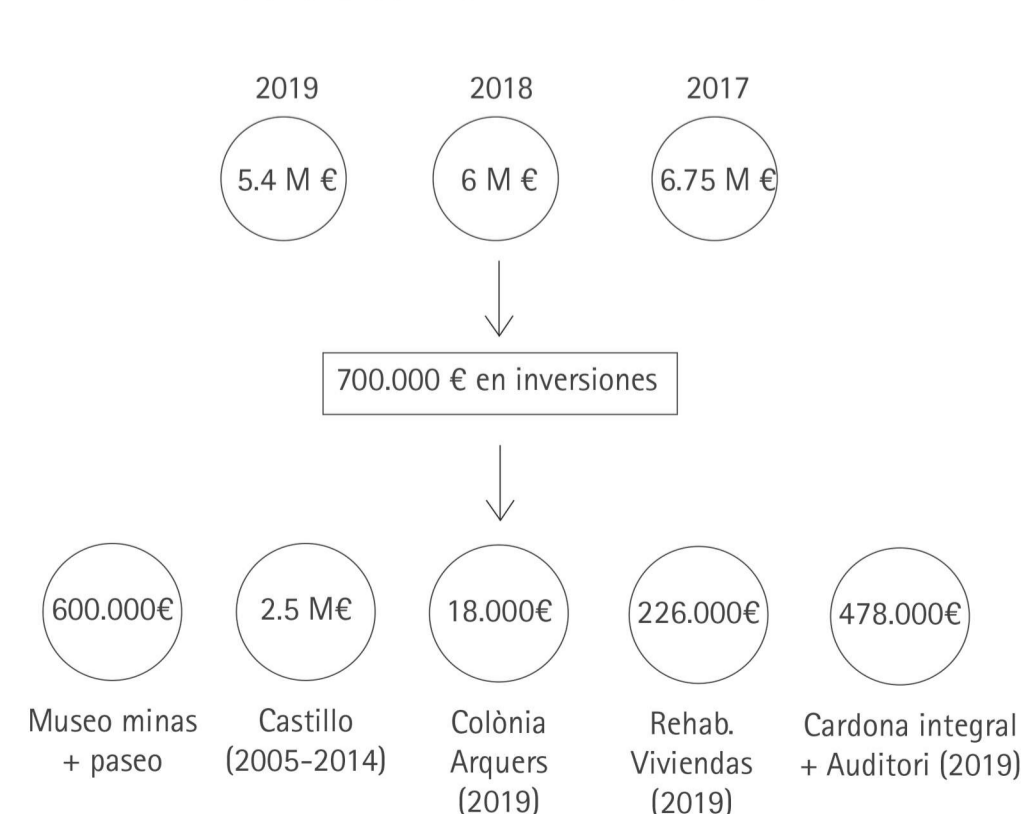 2019
2018
2017
5.4 M €
6 M €
6.75 M €
700.000 € en inversiones
600.000€
2.5 M€
18.000€
226.000€
478.000€
Museo minas
+ paseo
Castillo
(2005-2014)
Colònia
Arquers
(2019)
Rehab.
Viviendas
(2019)
Cardona integral
+ Auditori (2019)